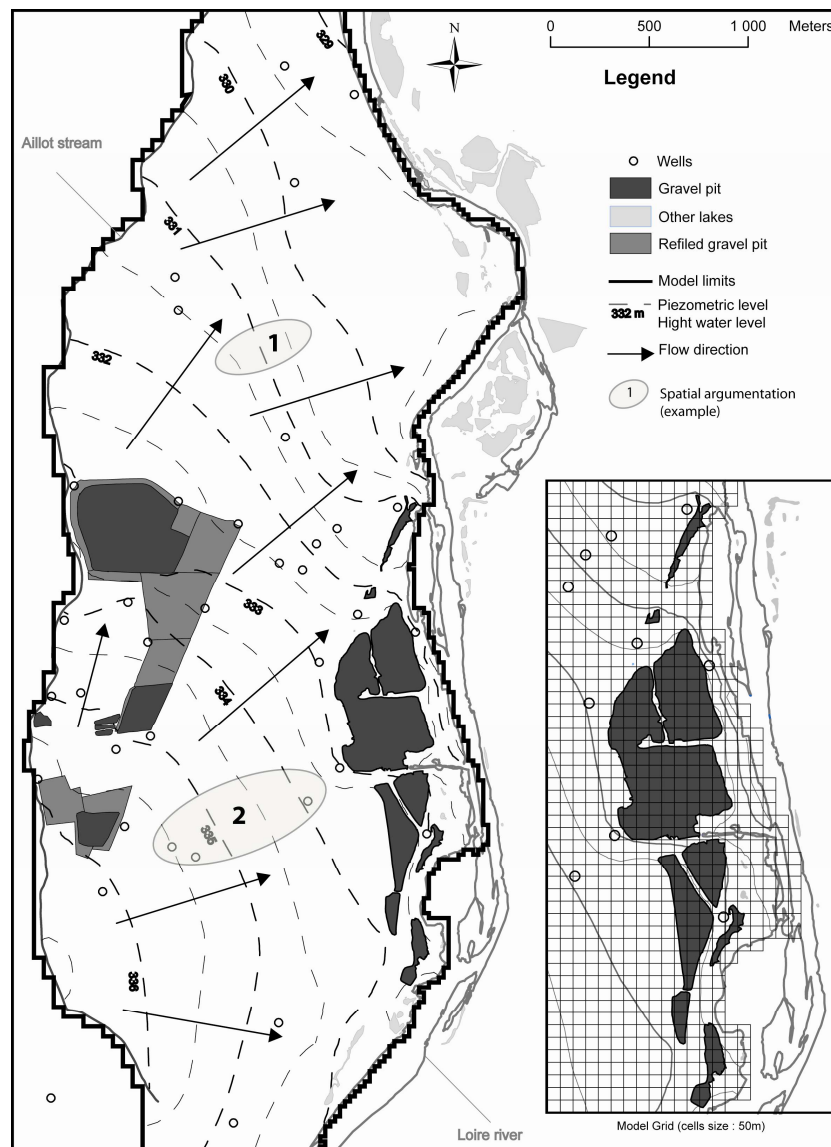 0 500 1 000 Meters
N
Legend
Wells
Gravel pit
Other lakes
Refiled gravel pit
Model limits
332 m
Piezometric level
Hight water level
Flow direction
1
Spatial argumentation
(example)
329
330
Aillot stream
331
1
332
333
334
2
335
336
Loire river
Model Grid (cells size : 50m)